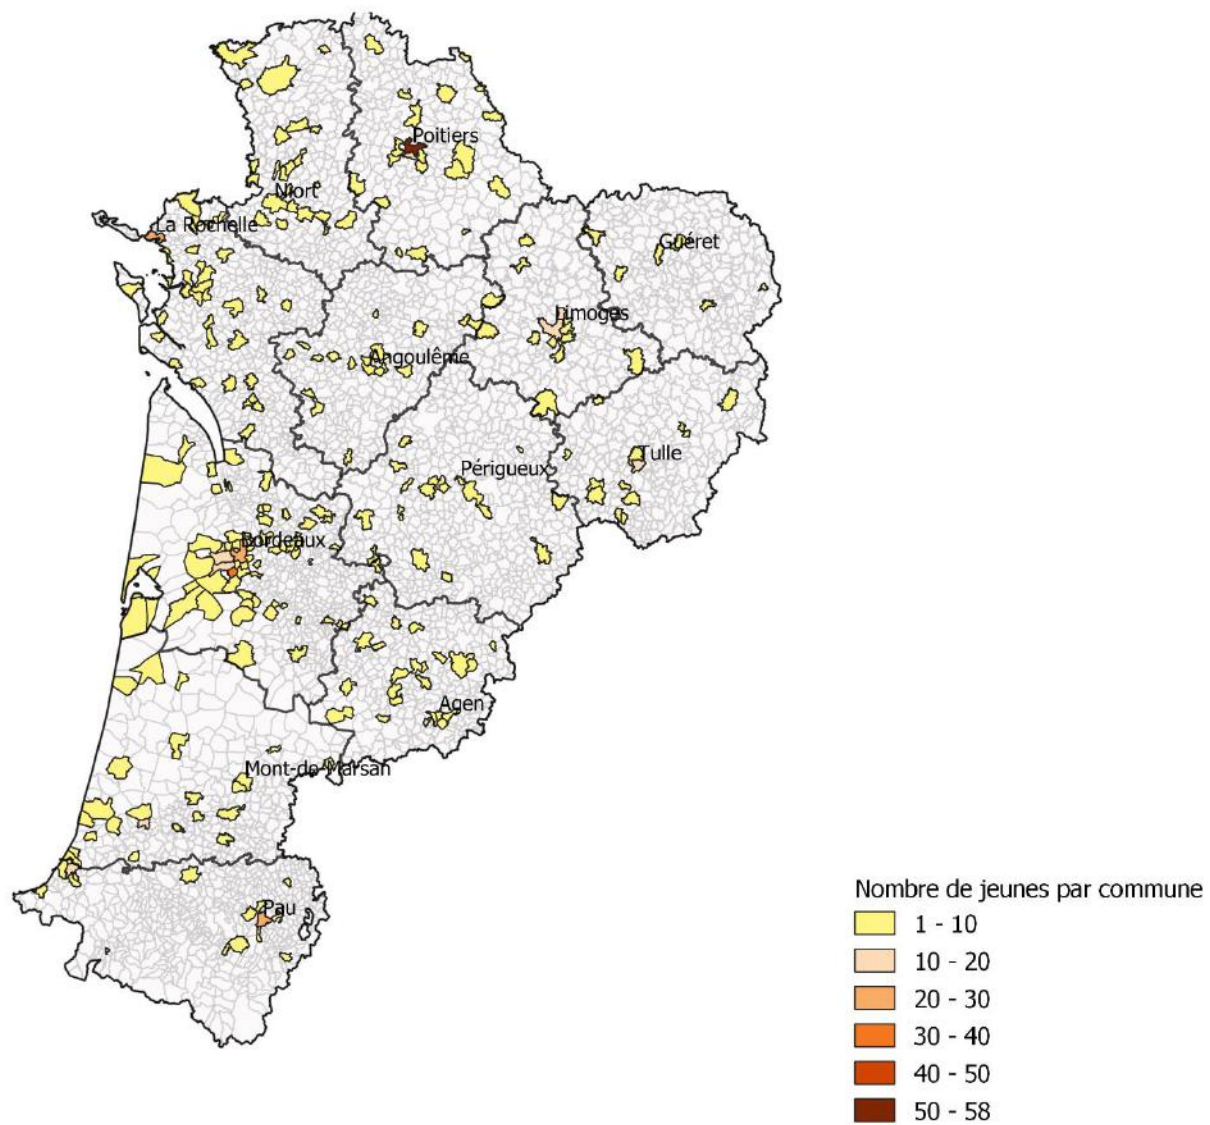 Poitiers
Niort
La Rochelle
Guéret
Limoges
Angoulême
Tulle
Périgueux
Bordeaux
Agen
Mont-de-Marsan
Pau
Nombre de jeunes par commune
1 - 10
10 - 20
20 - 30
30 - 40
40 - 50
50 - 58